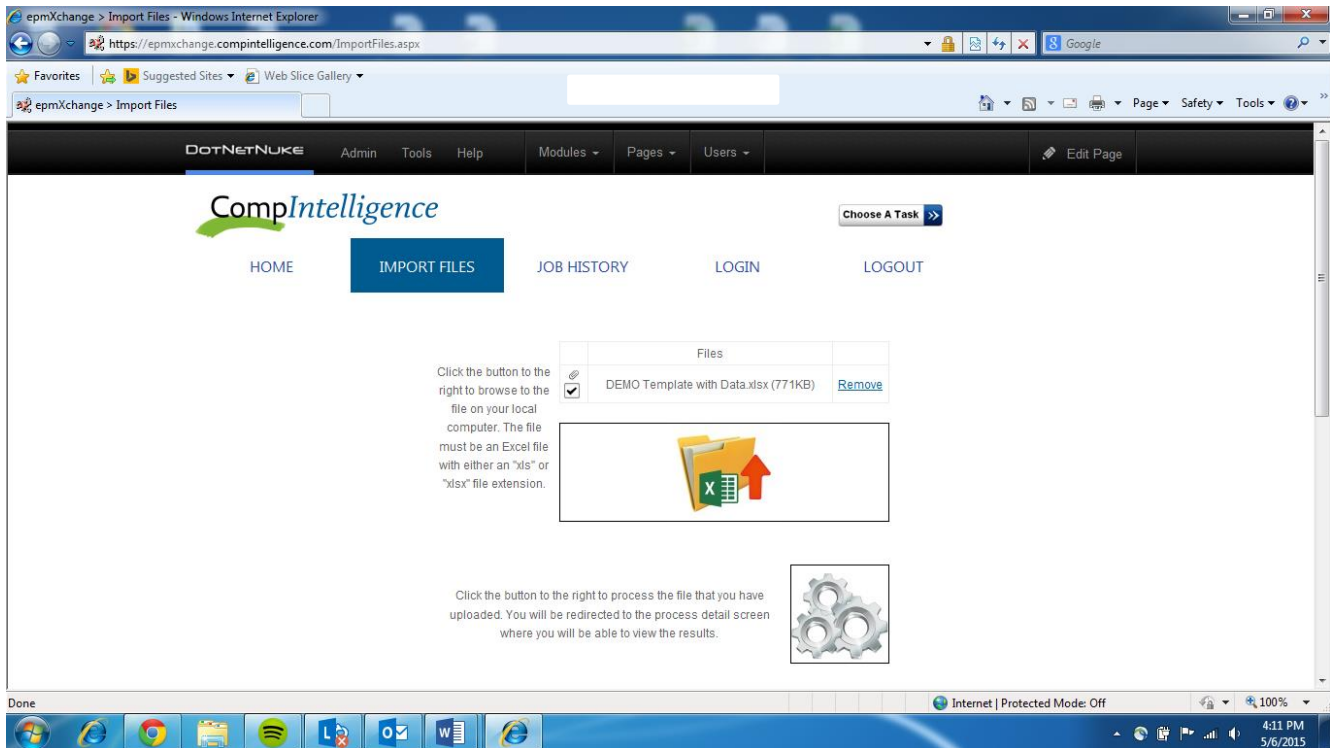 epmXchange > Import Files - Windows Internet Explorer
https://epmxchange.compintelligence.com/ImportFiles.aspx
Google
Favorites
Suggested Sites
Web Slice Gallery
epmXchange > Import Files
Page
Safety
Tools
DOTNETNUKE
Admin
Tools
Help
Modules
Pages
Users
Edit Page
CompIntelligence
Choose A Task
HOME
IMPORT FILES
JOB HISTORY
LOGIN
LOGOUT
Files
DEMO Template with Data.xlsx (771KB)
Remove
Click the button to the
right to browse to the
file on your local
computer. The file
must be an Excel file
with either an "xls" or
"xlsx" file extension.
Click the button to the right to process the file that you have
uploaded. You will be redirected to the process detail screen
where you will be able to view the results.
Done
Internet | Protected Mode: Off
100%
4:11 PM
5/6/2015